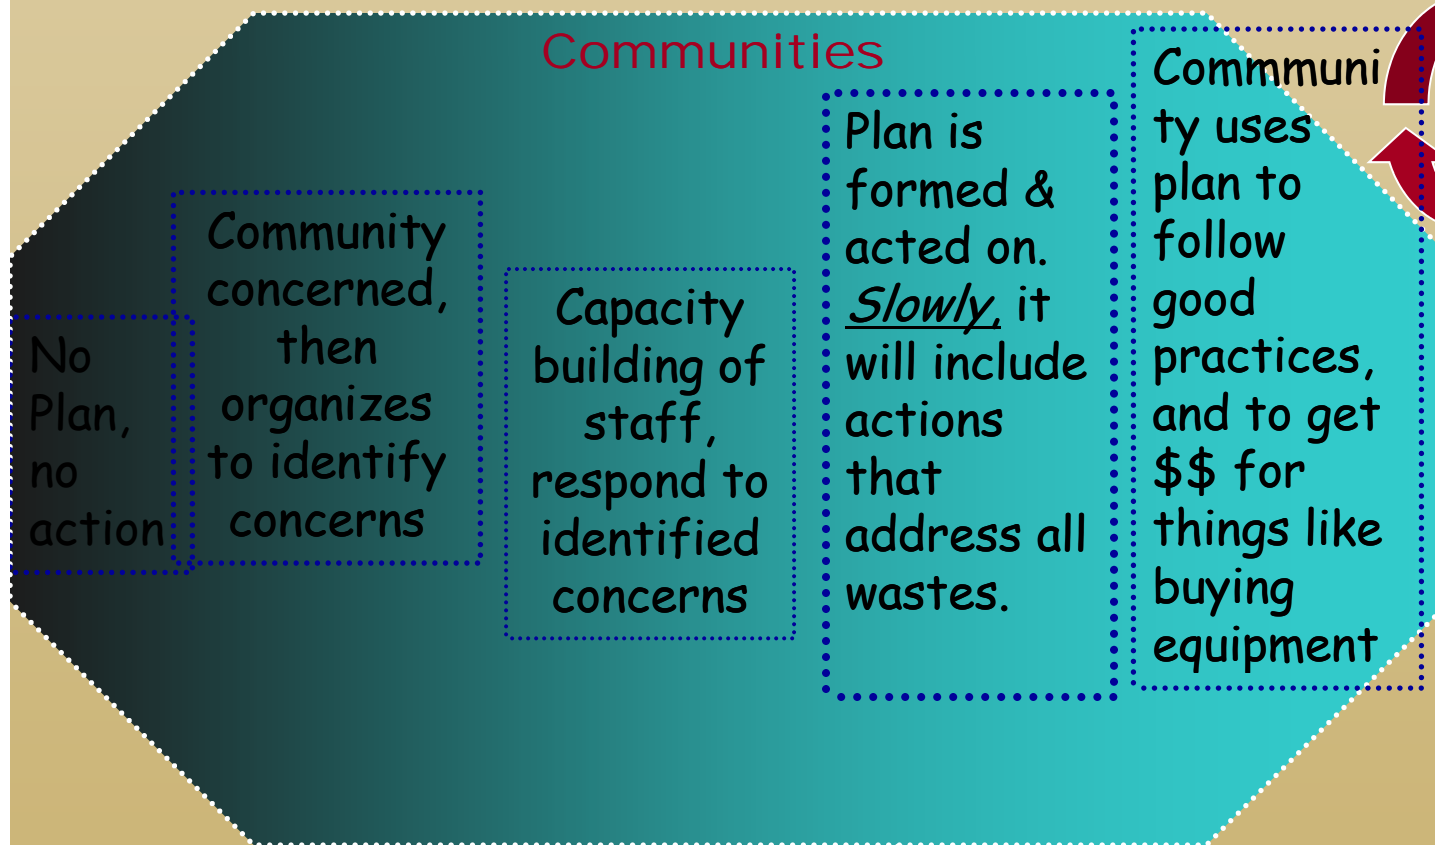 Communities
No
Plan,
no
action
Community
concerned,
then
organizes
to identify
concerns
Capacity
building of
staff,
respond to
identified
concerns
Plan is
formed &
acted on.
Slowly, it
will include
actions
that
address all
wastes.
Commmuni
ty uses
plan to
follow
good
practices,
and to get
$$ for
things like
buying
equipment